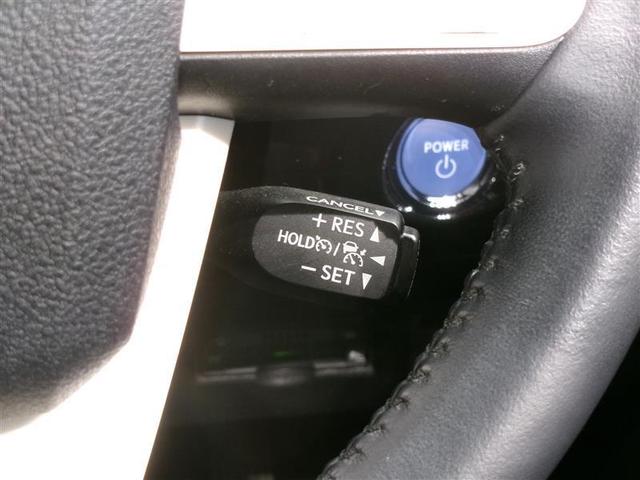 POWER
CANCEL▼
+ RES ▲
HOLD / ◀
− SET ▼